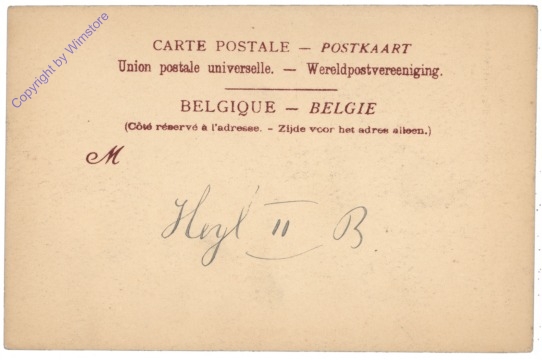 Copyright by Wimstore
CARTE POSTALE — POSTKAART
Union postale universelle. — Wereldpostvereeniging.
BELGIQUE — BELGIE
(Côté réservé à l'adresse. - Zijde voor het adres alleen.)
M
Heyl II B